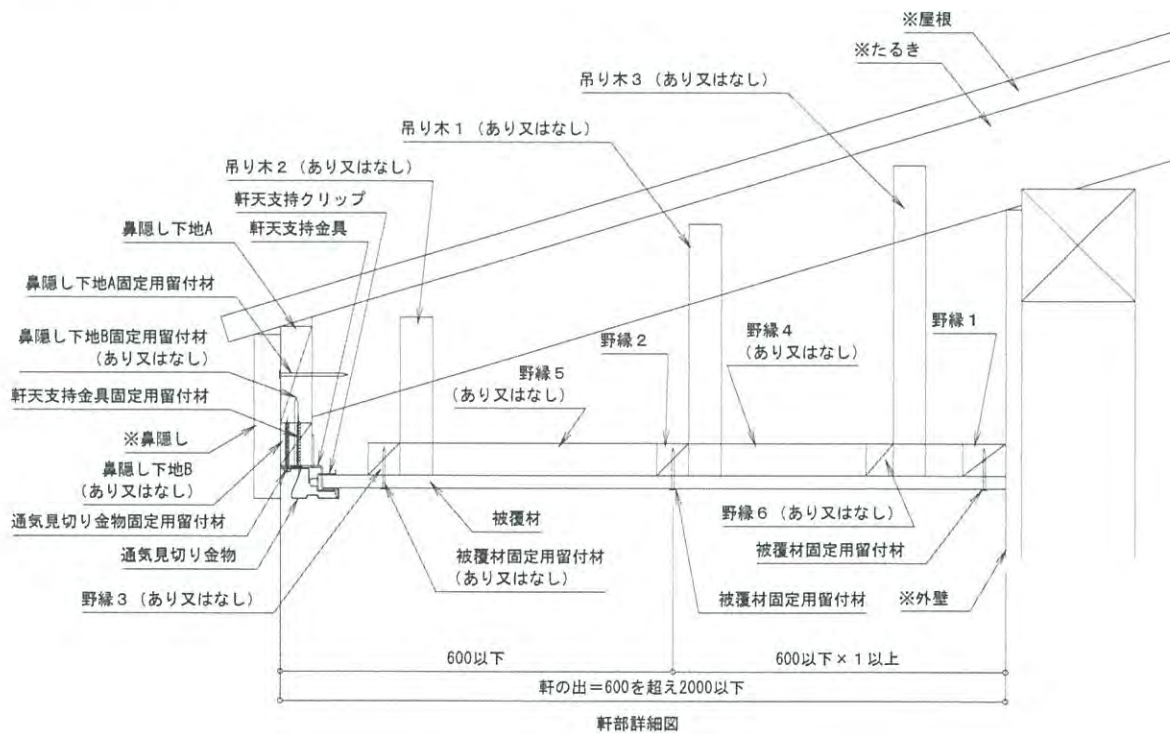 ※屋根
※たるき
吊り木3(あり又はなし)
吊り木1(あり又はなし)
吊り木2(あり又はなし)
軒天支持クリップ
軒天支持金具
鼻隠し下地A
鼻隠し下地A固定用留付材
鼻隠し下地B固定用留付材
(あり又はなし)
軒天支持金具固定用留付材
※鼻隠し
鼻隠し下地B
(あり又はなし)
通気見切り金物固定用留付材
通気見切り金物
野縁3(あり又はなし)
野縁5
(あり又はなし)
野縁2
野縁4
(あり又はなし)
野縁1
被覆材
被覆材固定用留付材
(あり又はなし)
野縁6(あり又はなし)
被覆材固定用留付材
被覆材固定用留付材
※外壁
600以下
600以下×1以上
軒の出=600を超え2000以下
軒部詳細図